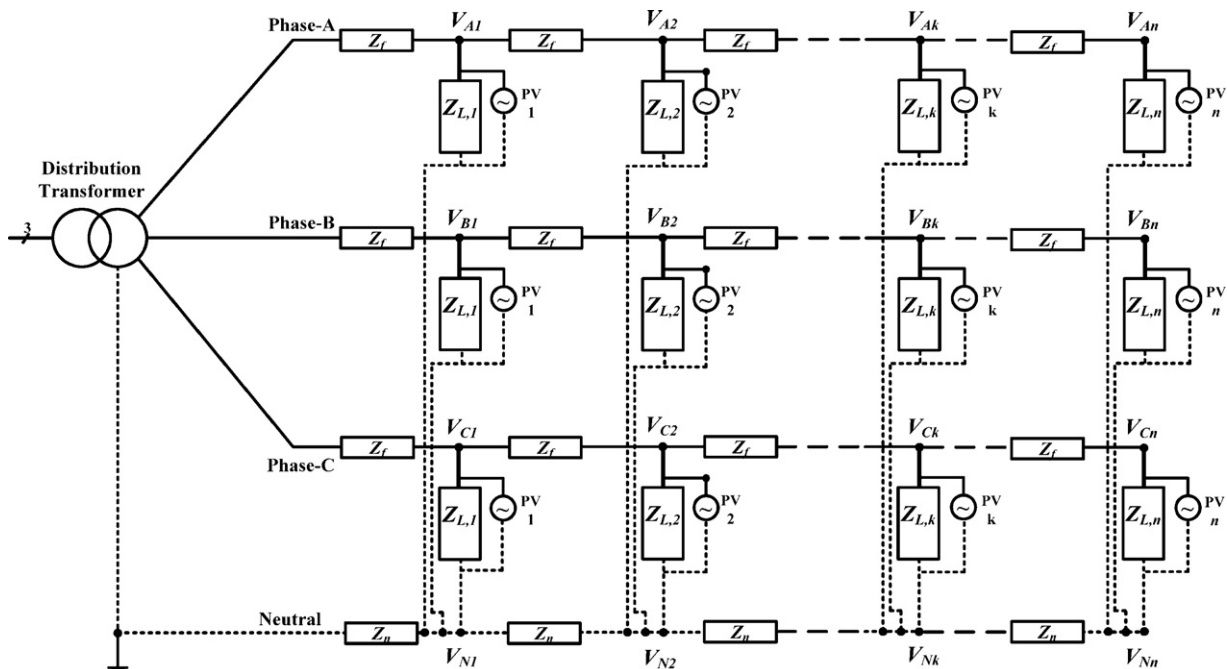 Phase-A
V_A1
V_A2
V_Ak
V_An
Z_f
Z_f
Z_f
Z_f
Z_L,1
PV
1
Z_L,2
PV
2
Z_L,k
PV
k
Z_L,n
PV
n
Distribution
Transformer
3
Phase-B
V_B1
V_B2
V_Bk
V_Bn
Z_f
Z_f
Z_f
Z_f
Z_L,1
PV
1
Z_L,2
PV
2
Z_L,k
PV
k
Z_L,n
PV
n
V_C1
V_C2
V_Ck
V_Cn
Z_f
Z_f
Z_f
Z_f
Phase-C
Z_L,1
PV
1
Z_L,2
PV
2
Z_L,k
PV
k
Z_L,n
PV
n
Neutral
Z_n
Z_n
Z_n
Z_n
V_N1
V_N2
V_Nk
V_Nn